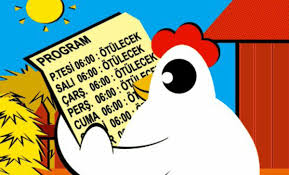 PROGRAM
P.TESİ 06:00 - ÖTÜLECEK
SALI 06:00 - ÖTÜLECEK
ÇARŞ. 06:00 - ÖTÜLECEK
PERŞ. 06:00 - ÖTÜLECEK
CUMA 06:00 - ÖTÜLECEK